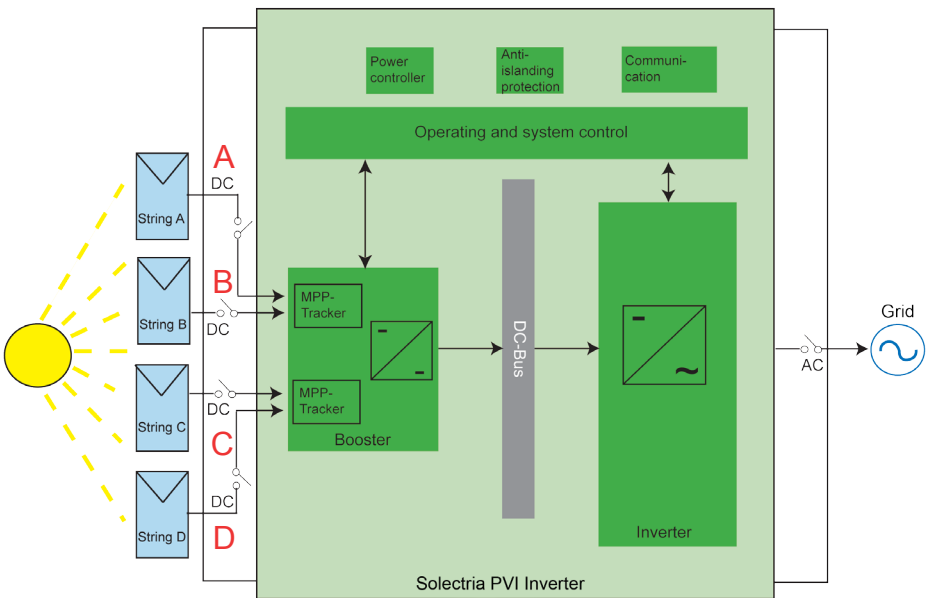 Power
controller
Anti-
islanding
protection
Communi-
cation
Operating and system control
A
DC
String A
B
String B
DC
MPP-
Tracker
DC-Bus
Grid
AC
String C
DC
MPP-
Tracker
C
Booster
DC
String D
D
Inverter
Solectria PVI Inverter